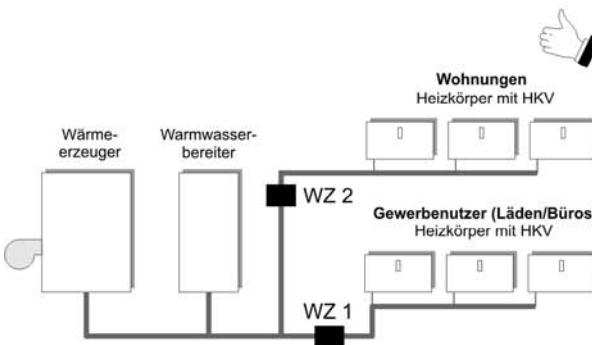 Wohnungen
Heizkörper mit HKV
Wärme-
erzeuger
Warmwasser-
bereiter
WZ 2
Gewerbenutzer (Läden/Büros
Heizkörper mit HKV
WZ 1